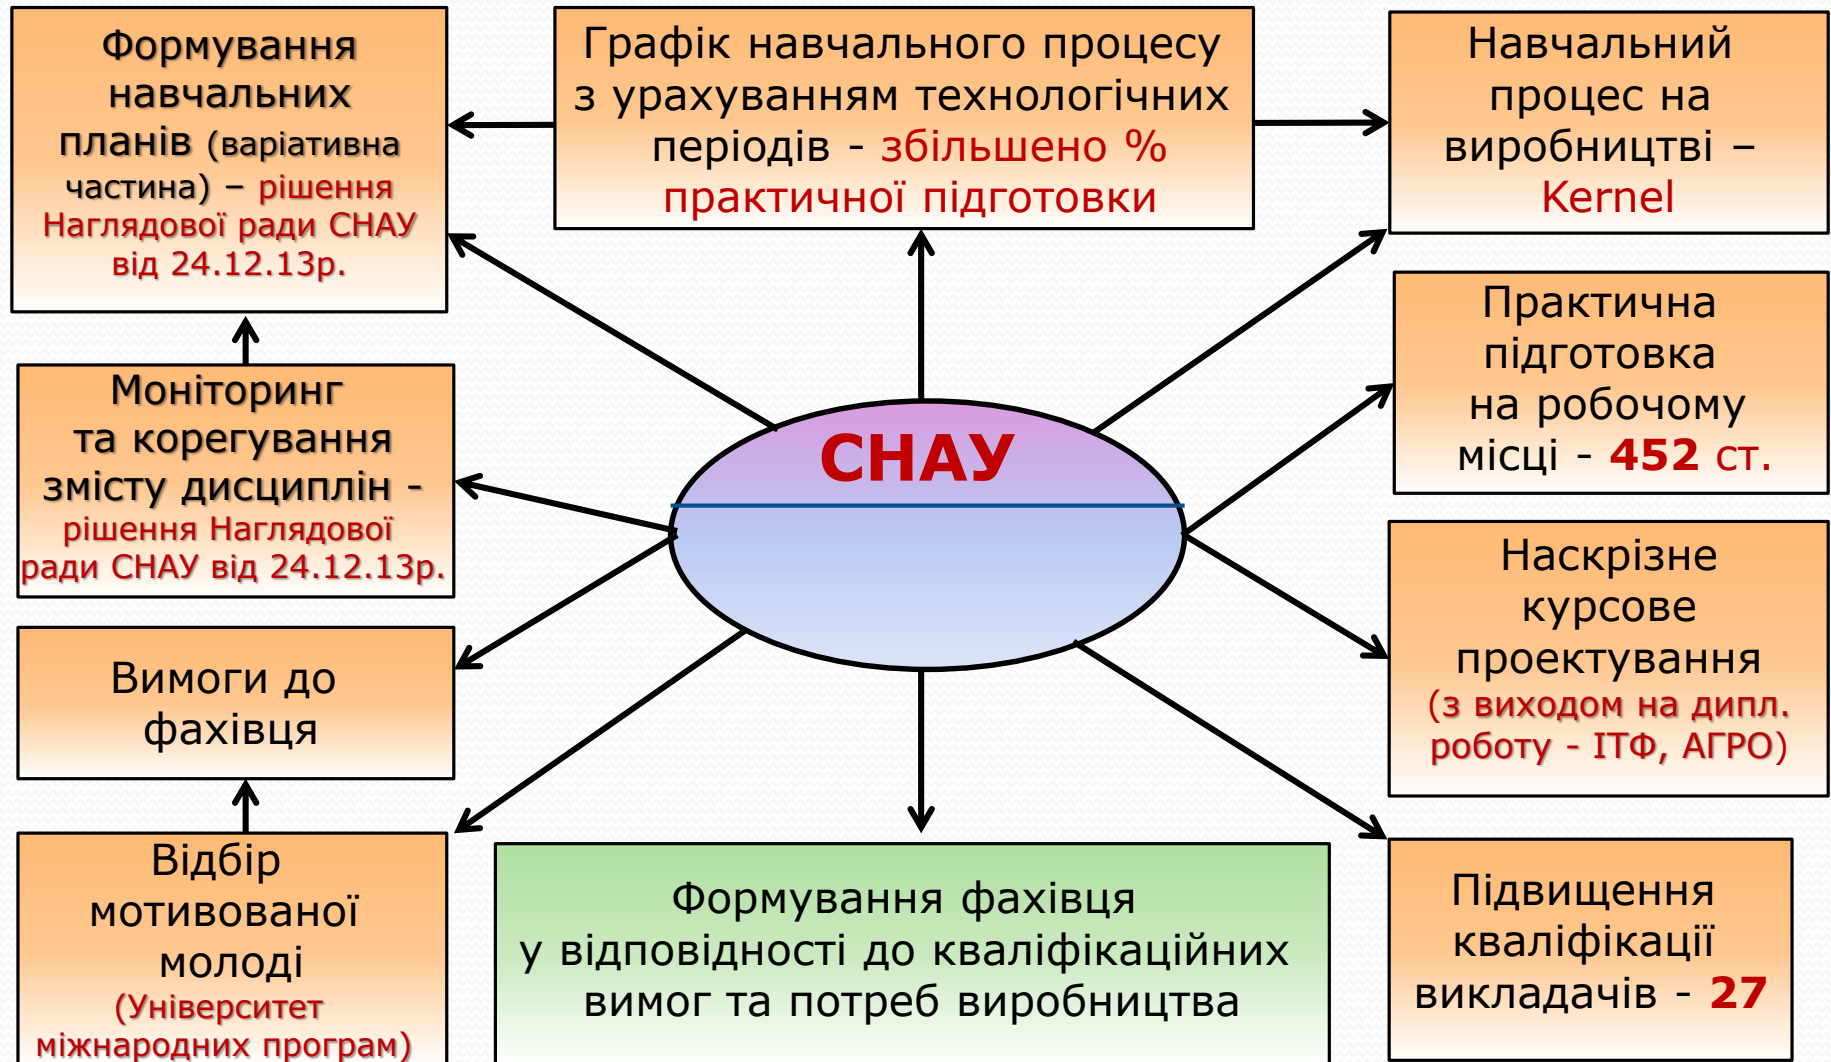 Формування
навчальних
планів (варіативна
частина) – рішення
Наглядової ради СНАУ
від 24.12.13р.
Графік навчального процесу
з урахуванням технологічних
періодів - збільшено %
практичної підготовки
Навчальний
процес на
виробництві –
Kernel
Моніторинг
та корегування
змісту дисциплін -
рішення Наглядової
ради СНАУ від 24.12.13р.
СНАУ
Практична
підготовка
на робочому
місці - 452 ст.
Вимоги до
фахівця
Наскрізне
курсове
проектування
(з виходом на дипл.
роботу - ІТФ, АГРО)
Відбір
мотивованої
молоді
(Університет
міжнародних програм)
Формування фахівця
у відповідності до кваліфікаційних
вимог та потреб виробництва
Підвищення
кваліфікації
викладачів - 27